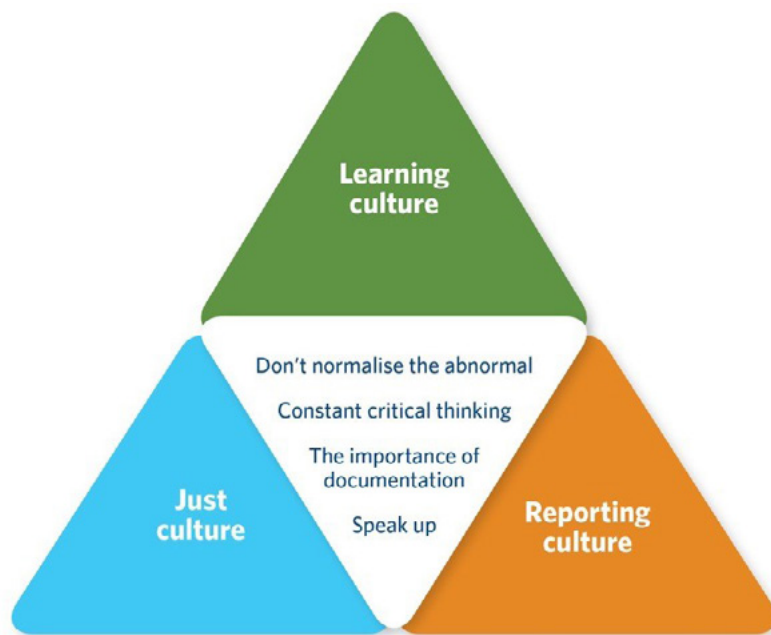 Learning
culture
Don't normalise the abnormal
Constant critical thinking
The importance of
documentation
Speak up
Just
culture
Reporting
culture